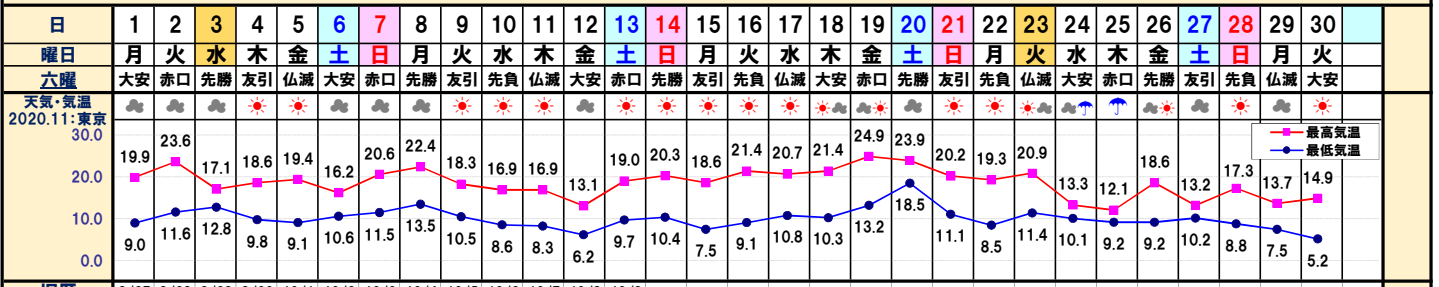 日 1 2 3 4 5 6 7 8 9 10 11 12 13 14 15 16 17 18 19 20 21 22 23 24 25 26 27 28 29 30
曜日 月 火 水 木 金 土 日 月 火 水 木 金 土 日 月 火 水 木 金 土 日 月 火 水 木 金 土 日 月 火
六曜 大安 赤口 先勝 友引 仏滅 大安 赤口 先勝 友引 先負 仏滅 大安 赤口 先勝 友引 先負 仏滅 大安 赤口 先勝 友引 先負 仏滅 大安 赤口 先勝 友引 先負 仏滅 大安
天気・気温
2020.11:東京
30.0
20.0
10.0
0.0
19.9 23.6 17.1 18.6 19.4 16.2 20.6 22.4 18.3 16.9 16.9 13.1 19.0 20.3 18.6 21.4 20.7 21.4 24.9 23.9 20.2 19.3 20.9 13.3 12.1 18.6 13.2 17.3 13.7 14.9
9.0 11.6 12.8 9.8 9.1 10.6 11.5 13.5 10.5 8.6 8.3 6.2 9.7 10.4 7.5 9.1 10.8 10.3 13.2 18.5 11.1 8.5 11.4 10.1 9.2 9.2 10.2 8.8 7.5 5.2
最高気温
最低気温